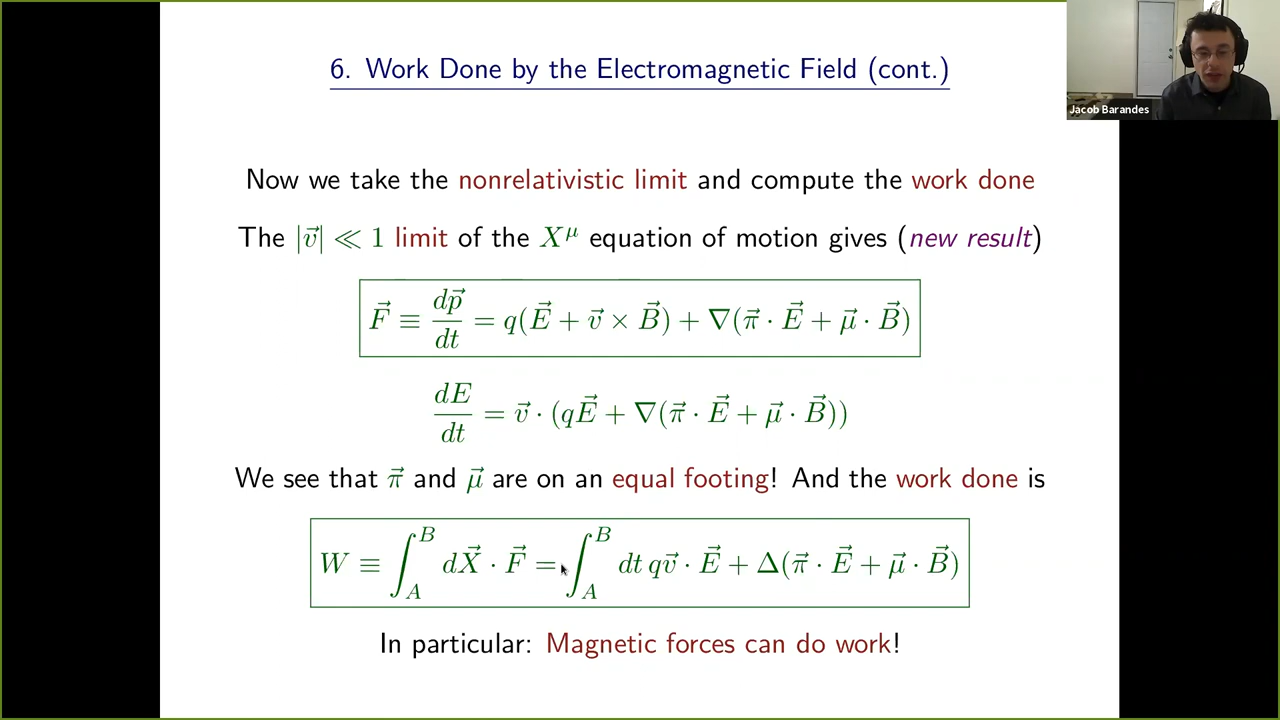 6. Work Done by the Electromagnetic Field (cont.)
Jacob Barandes
Now we take the nonrelativistic limit and compute the work done
The |v⃗| ≪ 1 limit of the X^μ equation of motion gives (new result)
F⃗ ≡ dp⃗/dt = q(E⃗ + v⃗ × B⃗) + ∇(π⃗ · E⃗ + μ⃗ · B⃗)
dE/dt = v⃗ · (qE⃗ + ∇(π⃗ · E⃗ + μ⃗ · B⃗))
We see that π⃗ and μ⃗ are on an equal footing! And the work done is
W ≡ ∫_A^B dX⃗ · F⃗ = ∫_A^B dt qv⃗ · E⃗ + Δ(π⃗ · E⃗ + μ⃗ · B⃗)
In particular: Magnetic forces can do work!